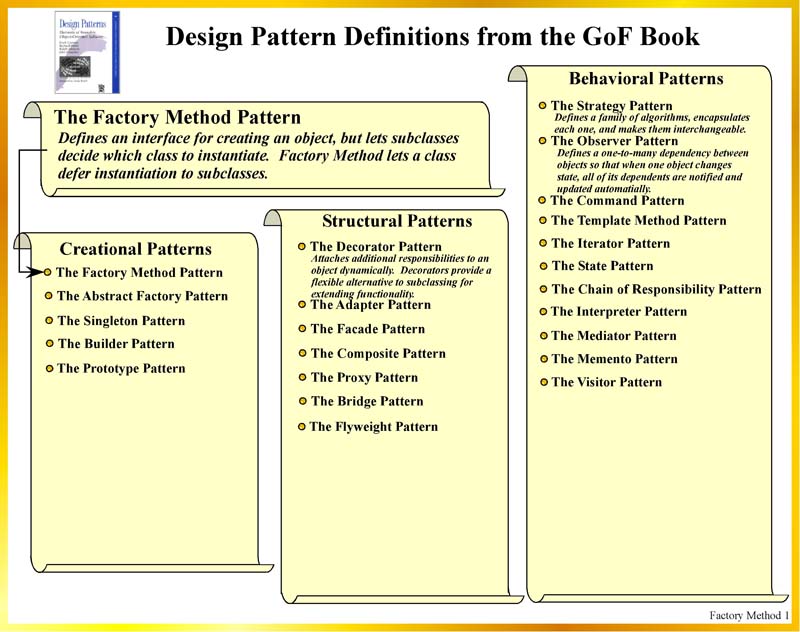 Design Patterns
Design Pattern Definitions from the GoF Book
The Factory Method Pattern
Defines an interface for creating an object, but lets subclasses
decide which class to instantiate. Factory Method lets a class
defer instantiation to subclasses.
Creational Patterns
The Factory Method Pattern
The Abstract Factory Pattern
The Singleton Pattern
The Builder Pattern
The Prototype Pattern
Structural Patterns
The Decorator Pattern
Attaches additional responsibilities to an
object dynamically. Decorators provide a
flexible alternative to subclassing for
extending functionality.
The Adapter Pattern
The Facade Pattern
The Composite Pattern
The Proxy Pattern
The Bridge Pattern
The Flyweight Pattern
Behavioral Patterns
The Strategy Pattern
Defines a family of algorithms, encapsulates
each one, and makes them interchangeable.
The Observer Pattern
Defines a one-to-many dependency between
objects so that when one object changes
state, all of its dependents are notified and
updated automatially.
The Command Pattern
The Template Method Pattern
The Iterator Pattern
The State Pattern
The Chain of Responsibility Pattern
The Interpreter Pattern
The Mediator Pattern
The Memento Pattern
The Visitor Pattern
Factory Method 1